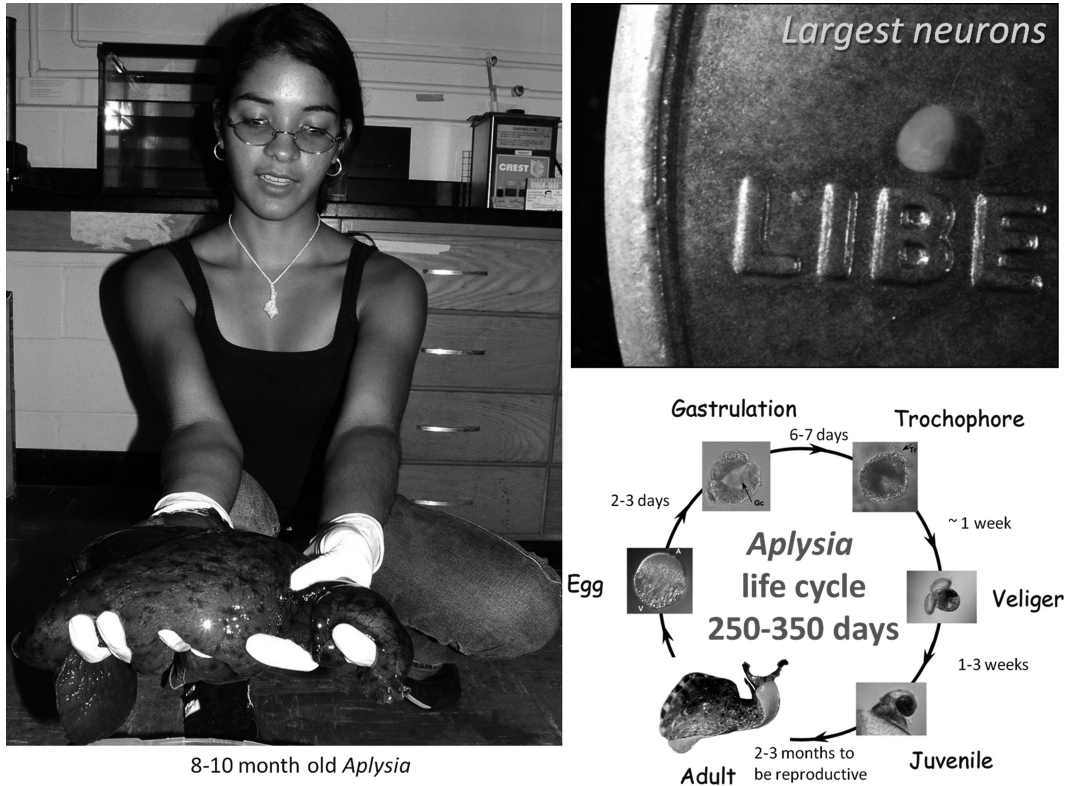 CREST
8-10 month old Aplysia
Largest neurons
LIBE
Gastrulation
6-7 days
Trochophore
2-3 days
Gc
Tr
~ 1 week
Egg
A
V
Aplysia
life cycle
250-350 days
Veliger
1-3 weeks
Juvenile
2-3 months to
be reproductive
Adult